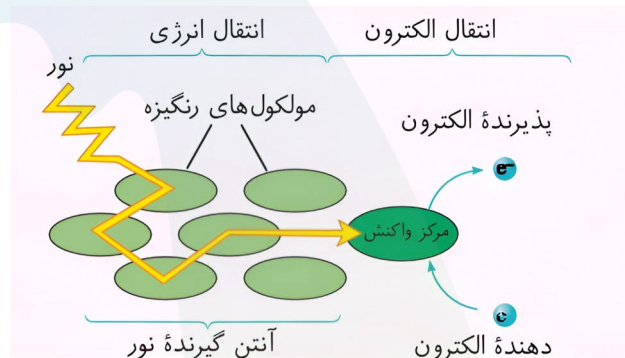 انتقال الکترون
انتقال انرژی
نور
مولکول‌های رنگیزه
پذیرندهٔ الکترون
e⁻
مرکز واکنش
e⁻
آنتن گیرندهٔ نور
دهندهٔ الکترون